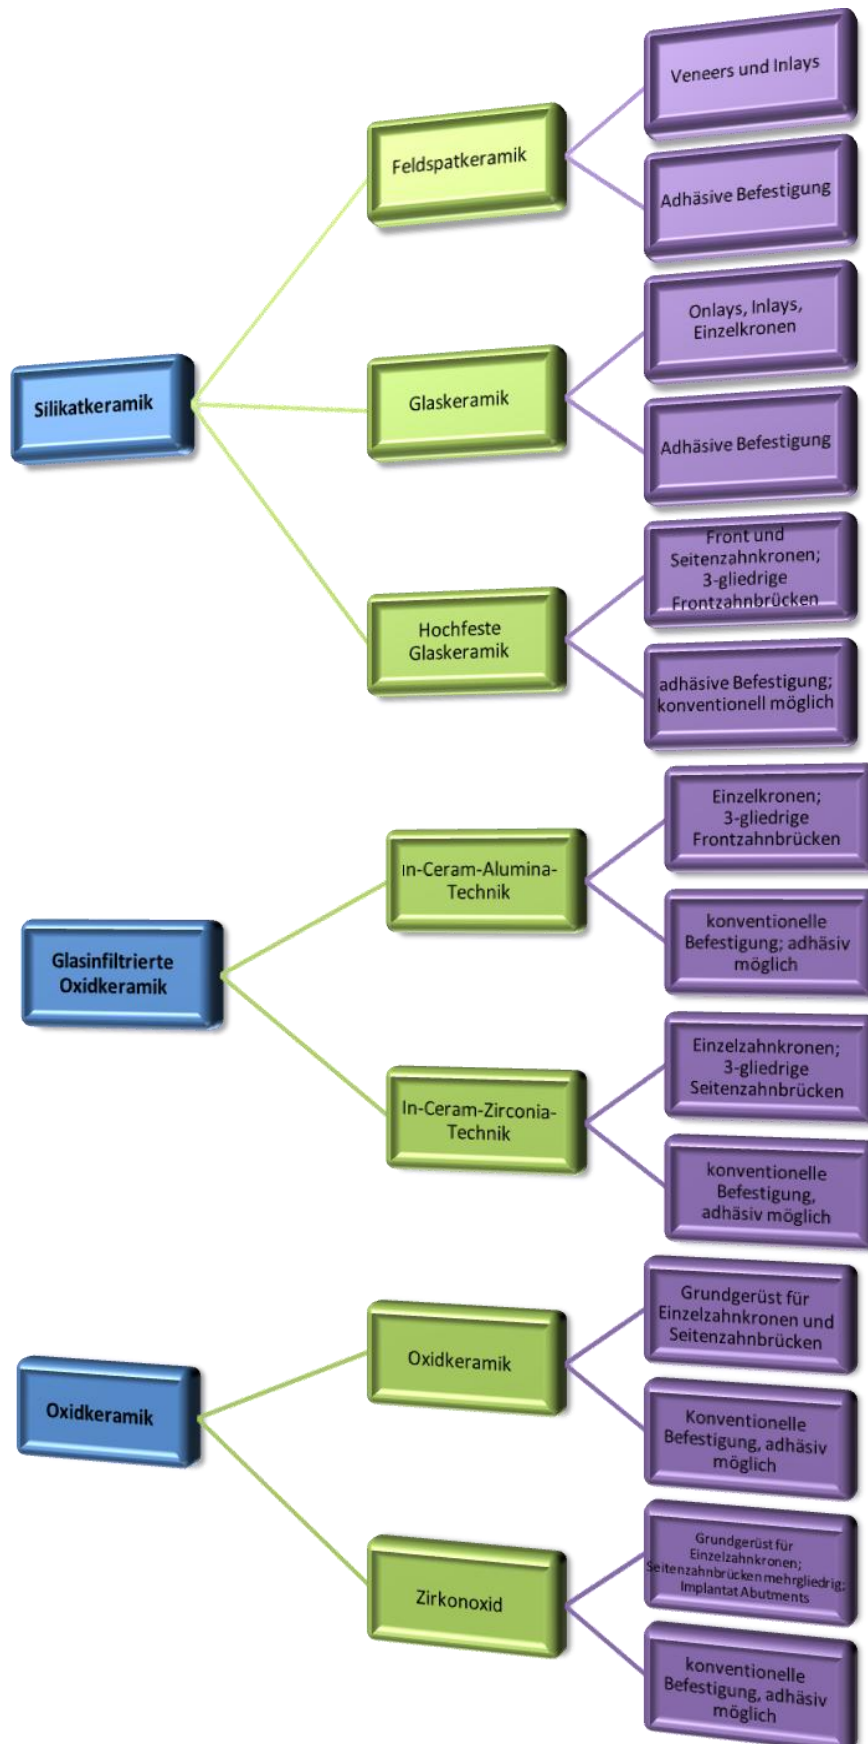 Veneers und Inlays
Feldspatkeramik
Adhäsive Befestigung
Silikatkeramik
Onlays, Inlays,
Einzelkronen
Glaskeramik
Adhäsive Befestigung
Front und
Seitenzahnkronen;
3-gliedrige
Frontzahnbrücken
Hochfeste
Glaskeramik
adhäsive Befestigung;
konventionell möglich
Einzelkronen;
3-gliedrige
Frontzahnbrücken
In-Ceram-Alumina-
Technik
konventionelle
Befestigung; adhäsiv
möglich
Glasinfiltrierte
Oxidkeramik
Einzelzahnkronen;
3-gliedrige
Seitenzahnbrücken
In-Ceram-Zirconia-
Technik
konventionelle
Befestigung,
adhäsiv möglich
Grundgerüst für
Einzelzahnkronen und
Seitenzahnbrücken
Oxidkeramik
Konventionelle
Befestigung, adhäsiv
möglich
Oxidkeramik
Grundgerüst für
Einzelzahnkronen;
Seitenzahnbrücken mehrgliedrig;
Implantat Abutments
Zirkonoxid
konventionelle
Befestigung, adhäsiv
möglich